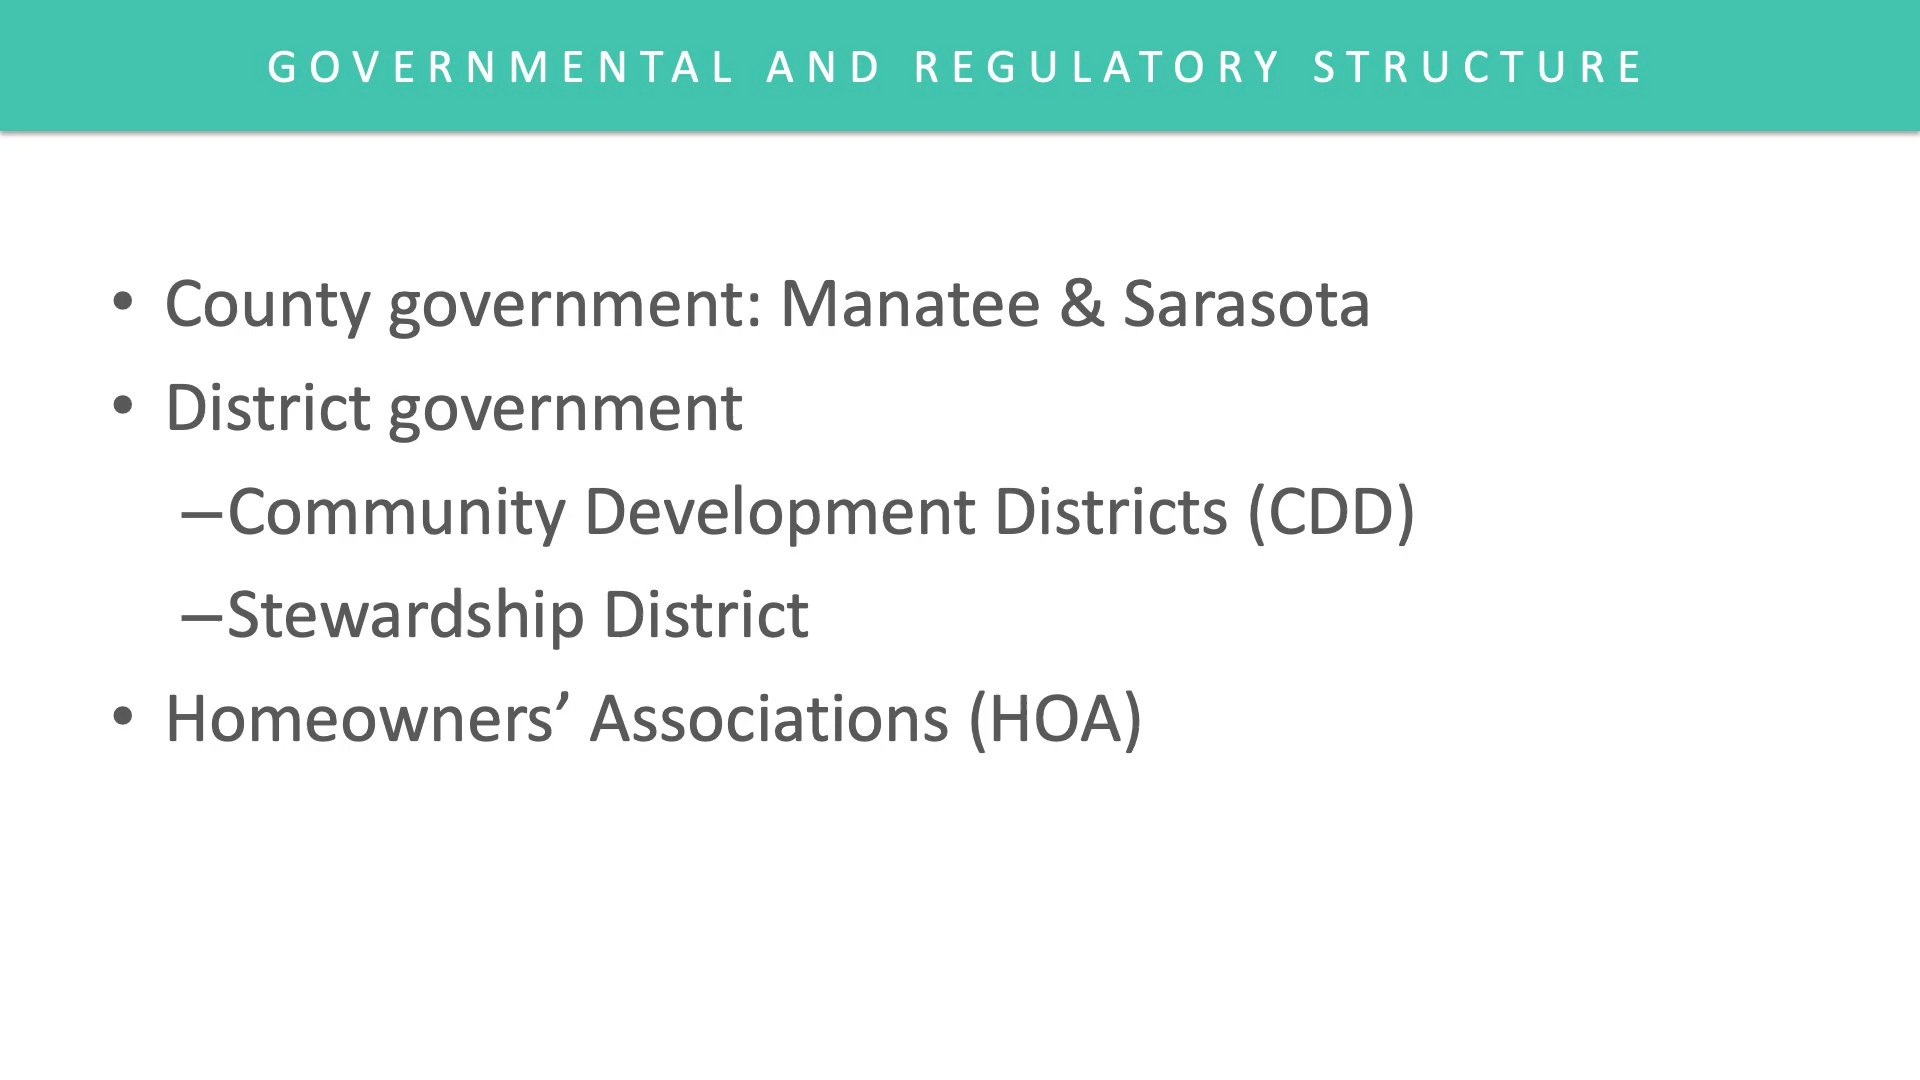 GOVERNMENTAL AND REGULATORY STRUCTURE
• County government: Manatee & Sarasota
• District government
–Community Development Districts (CDD)
–Stewardship District
• Homeowners’ Associations (HOA)